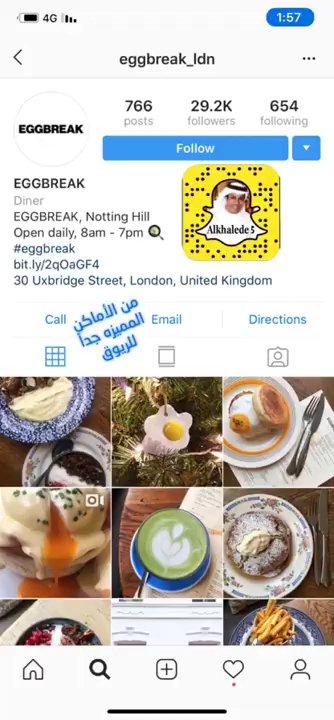 4G
1:57
eggbreak_ldn
EGGBREAK
766
posts
29.2K
followers
654
following
Follow
EGGBREAK
Diner
EGGBREAK, Notting Hill
Open daily, 8am - 7pm
#eggbreak
bit.ly/2qOaGF4
30 Uxbridge Street, London, United Kingdom
Alkhalede5
من الأماكن
المميزه جداً
للريوق
Call
Email
Directions